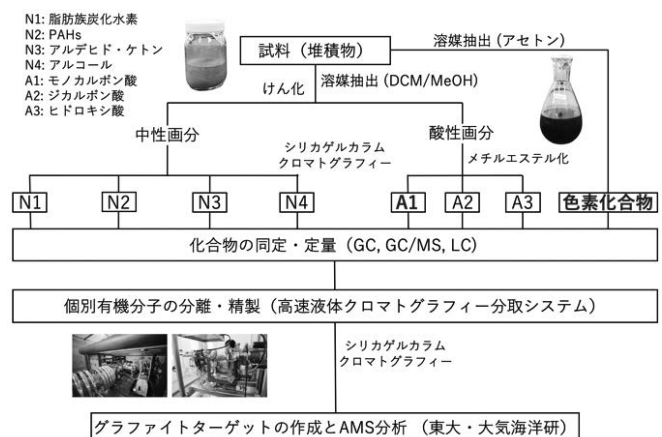 N1: 脂肪族炭化水素
N2: PAHs
N3: アルデヒド・ケトン
N4: アルコール
A1: モノカルボン酸
A2: ジカルボン酸
A3: ヒドロキシ酸
試料（堆積物）
溶媒抽出（アセトン）
溶媒抽出 (DCM/MeOH)
けん化
中性画分
酸性画分
シリカゲルカラム
クロマトグラフィー
メチルエステル化
N1
N2
N3
N4
A1
A2
A3
色素化合物
化合物の同定・定量（GC, GC/MS, LC）
個別有機分子の分離・精製（高速液体クロマトグラフィー分取システム）
シリカゲルカラム
クロマトグラフィー
グラファイトターゲットの作成とAMS分析 （東大・大気海洋研）